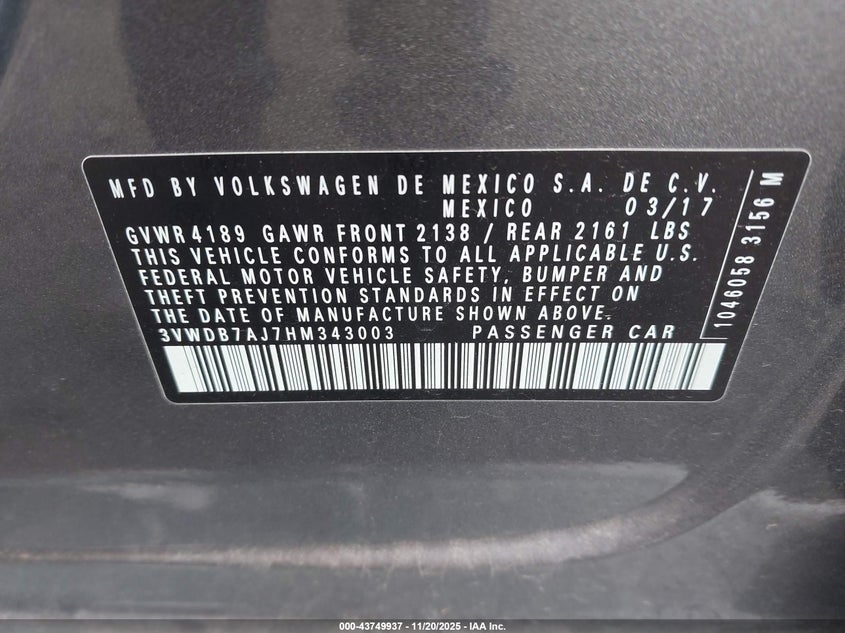 MFD BY VOLKSWAGEN DE MEXICO S.A. DE C.V.
MEXICO 03/17
GVWR 4189 GAWR FRONT 2138 / REAR 2161 LBS
THIS VEHICLE CONFORMS TO ALL APPLICABLE U.S.
FEDERAL MOTOR VEHICLE SAFETY, BUMPER AND
THEFT PREVENTION STANDARDS IN EFFECT ON
THE DATE OF MANUFACTURE SHOWN ABOVE.
3VWDB7AJ7HM343003 PASSENGER CAR
1046058 3156 M
000-43749937 - 11/20/2025 - IAA Inc.